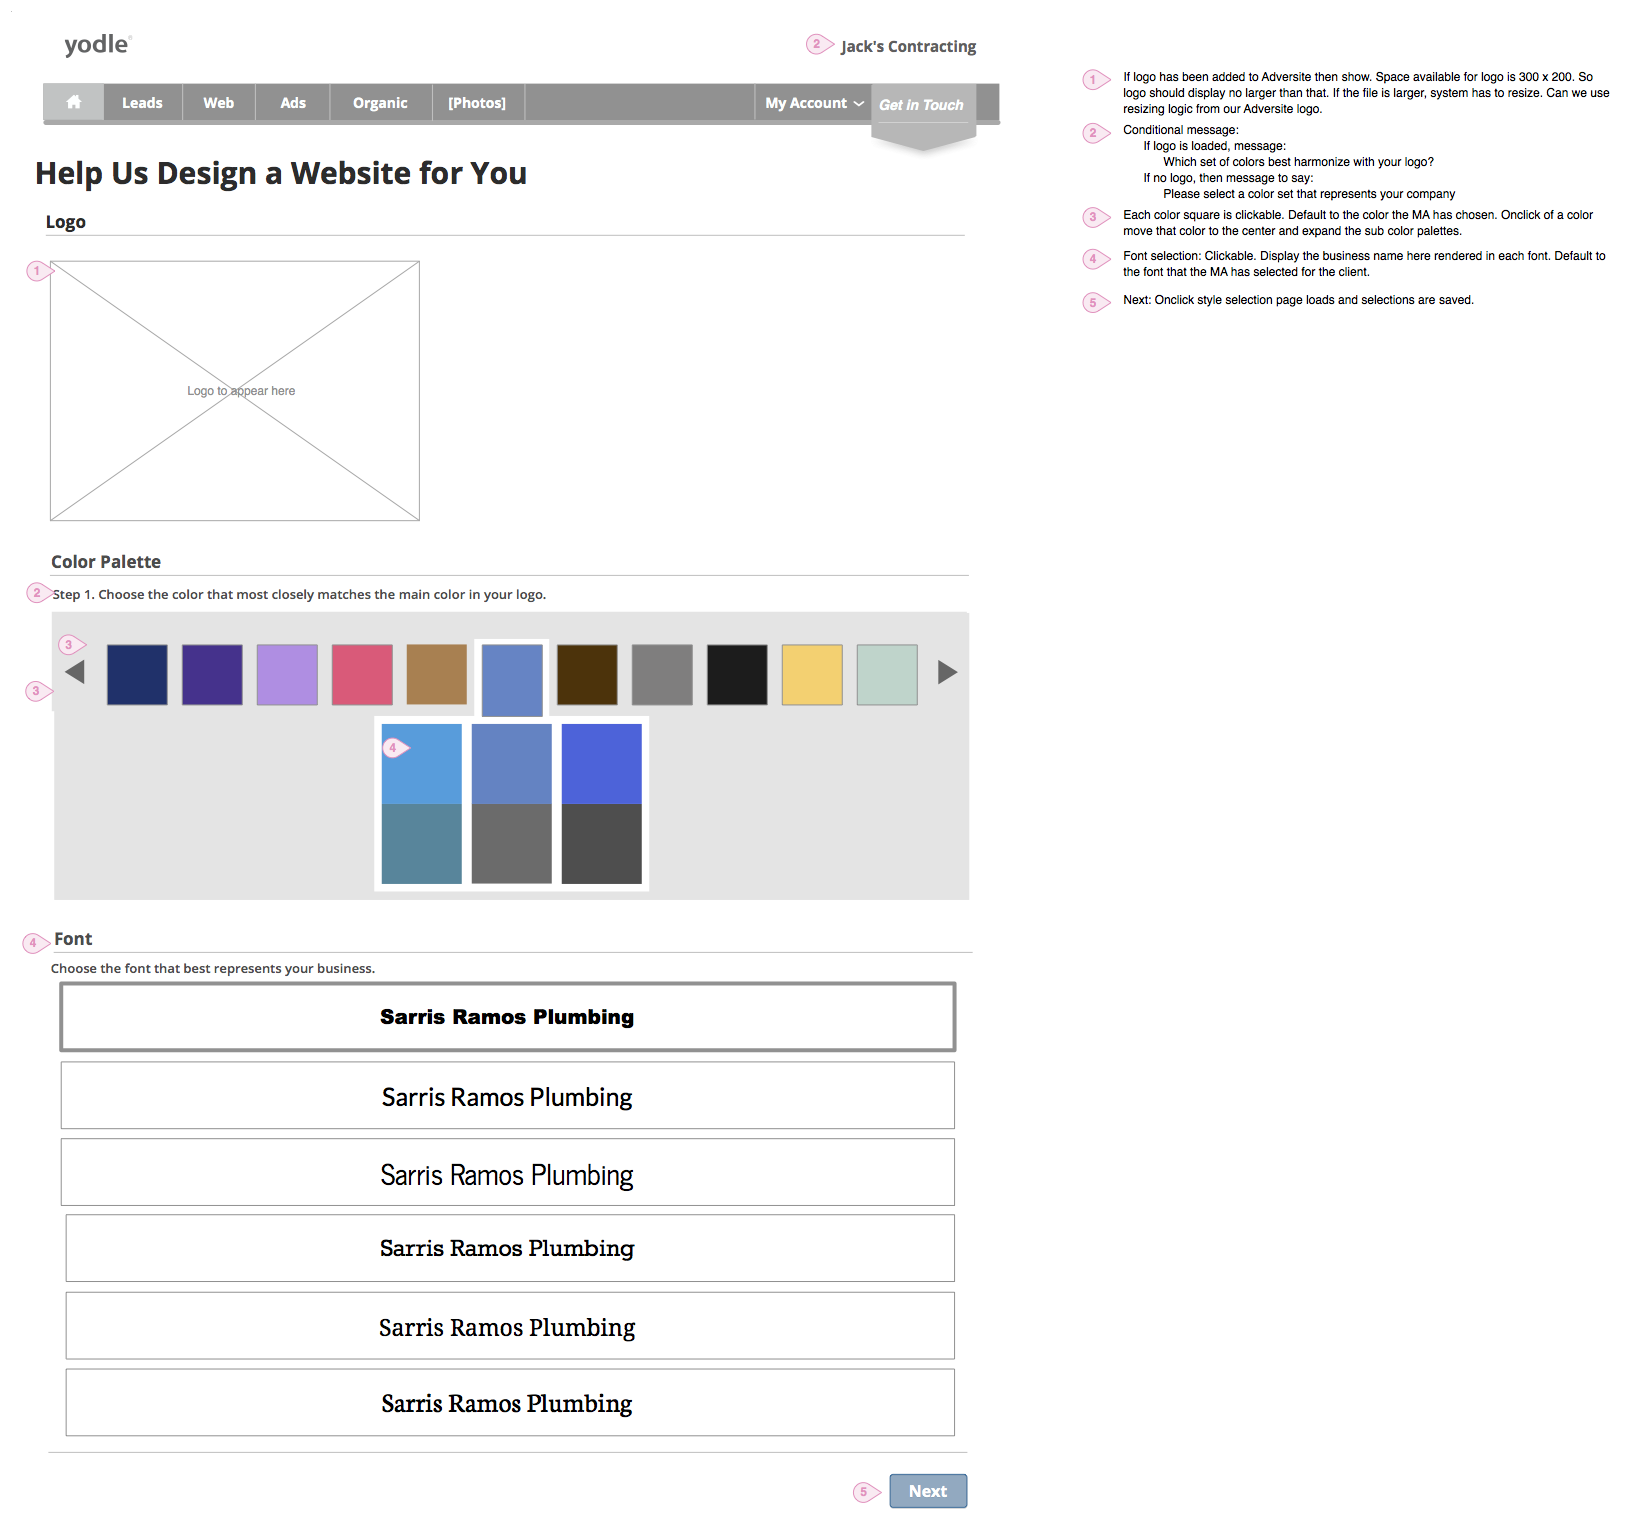 yodle
2 Jack's Contracting
Leads Web Ads Organic [Photos] My Account Get in Touch
Help Us Design a Website for You
Logo
1
Logo to appear here
Color Palette
2 Step 1. Choose the color that most closely matches the main color in your logo.
3
3
4
4 Font
Choose the font that best represents your business.
Sarris Ramos Plumbing
Sarris Ramos Plumbing
Sarris Ramos Plumbing
Sarris Ramos Plumbing
Sarris Ramos Plumbing
Sarris Ramos Plumbing
5 Next
1 If logo has been added to Adversite then show. Space available for logo is 300 x 200. So
logo should display no larger than that. If the file is larger, system has to resize. Can we use
resizing logic from our Adversite logo.
2 Conditional message:
If logo is loaded, message:
Which set of colors best harmonize with your logo?
If no logo, then message to say:
Please select a color set that represents your company
3 Each color square is clickable. Default to the color the MA has chosen. Onclick of a color
move that color to the center and expand the sub color palettes.
4 Font selection: Clickable. Display the business name here rendered in each font. Default to
the font that the MA has selected for the client.
5 Next: Onclick style selection page loads and selections are saved.